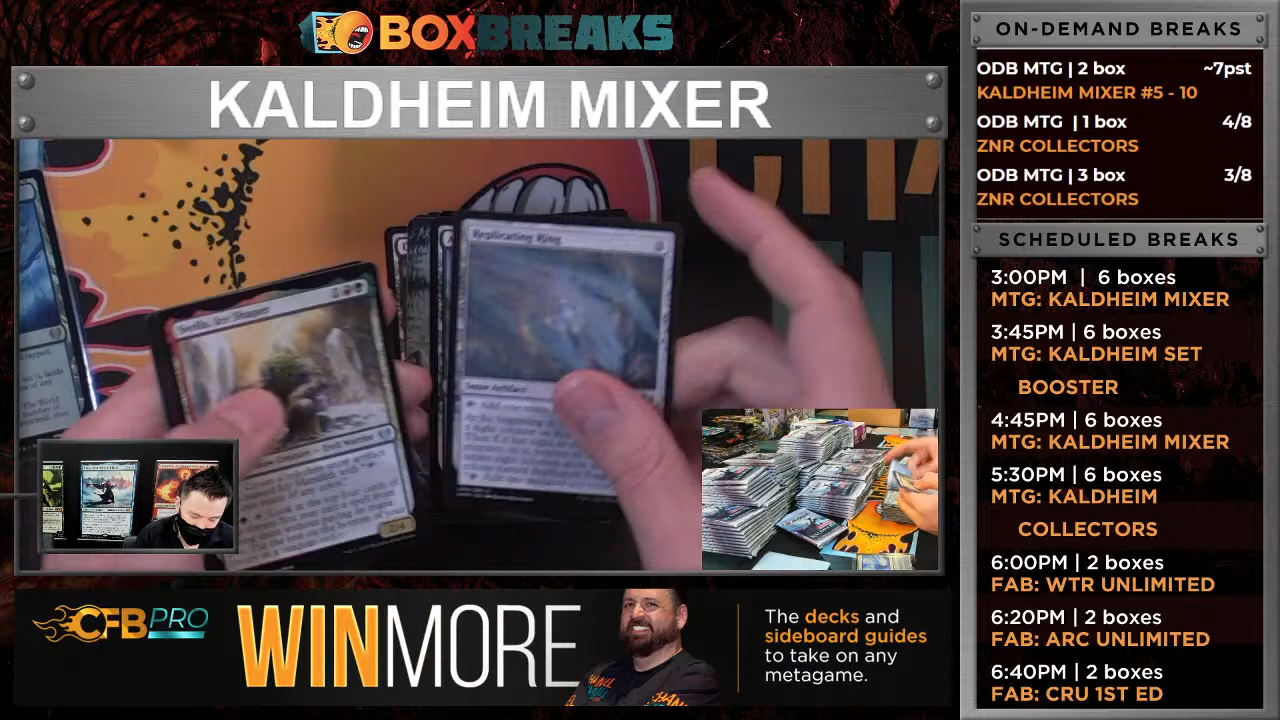 BOXBREAKS
KALDHEIM MIXER
Replicating Ring
Snow Artifact
2/4
CFB PRO
WINMORE
The decks and
sideboard guides
to take on any
metagame.
ON-DEMAND BREAKS
ODB MTG | 2 box ~7pst
KALDHEIM MIXER #5 - 10
ODB MTG | 1 box 4/8
ZNR COLLECTORS
ODB MTG | 3 box 3/8
ZNR COLLECTORS
SCHEDULED BREAKS
3:00PM | 6 boxes
MTG: KALDHEIM MIXER
3:45PM | 6 boxes
MTG: KALDHEIM SET
BOOSTER
4:45PM | 6 boxes
MTG: KALDHEIM MIXER
5:30PM | 6 boxes
MTG: KALDHEIM
COLLECTORS
6:00PM | 2 boxes
FAB: WTR UNLIMITED
6:20PM | 2 boxes
FAB: ARC UNLIMITED
6:40PM | 2 boxes
FAB: CRU 1ST ED